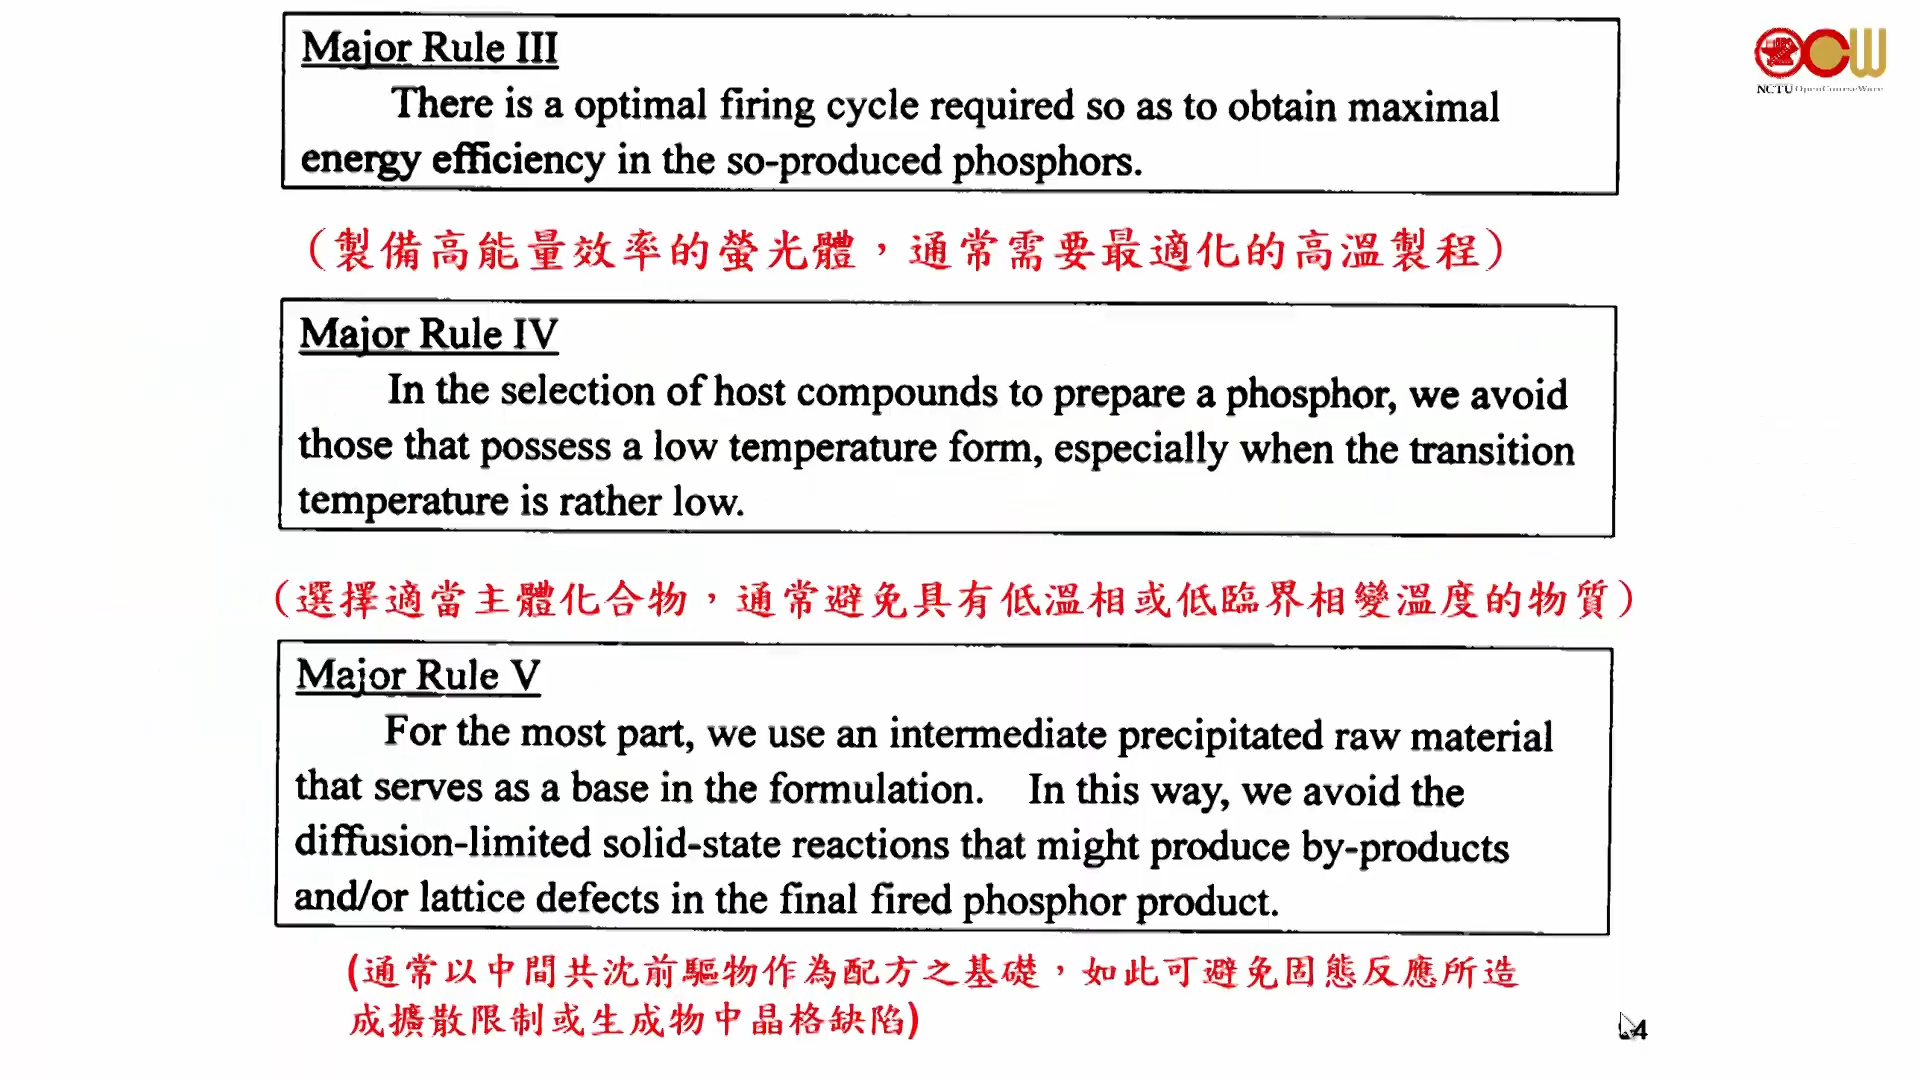 Major Rule III
There is a optimal firing cycle required so as to obtain maximal
energy efficiency in the so-produced phosphors.
(製備高能量效率的螢光體，通常需要最適化的高溫製程)
Major Rule IV
In the selection of host compounds to prepare a phosphor, we avoid
those that possess a low temperature form, especially when the transition
temperature is rather low.
(選擇適當主體化合物，通常避免具有低溫相或低臨界相變溫度的物質)
Major Rule V
For the most part, we use an intermediate precipitated raw material
that serves as a base in the formulation. In this way, we avoid the
diffusion-limited solid-state reactions that might produce by-products
and/or lattice defects in the final fired phosphor product.
(通常以中間共沈前驅物作為配方之基礎，如此可避免固態反應所造
成擴散限制或生成物中晶格缺陷)
OCW
NCTU OpenCourseWare